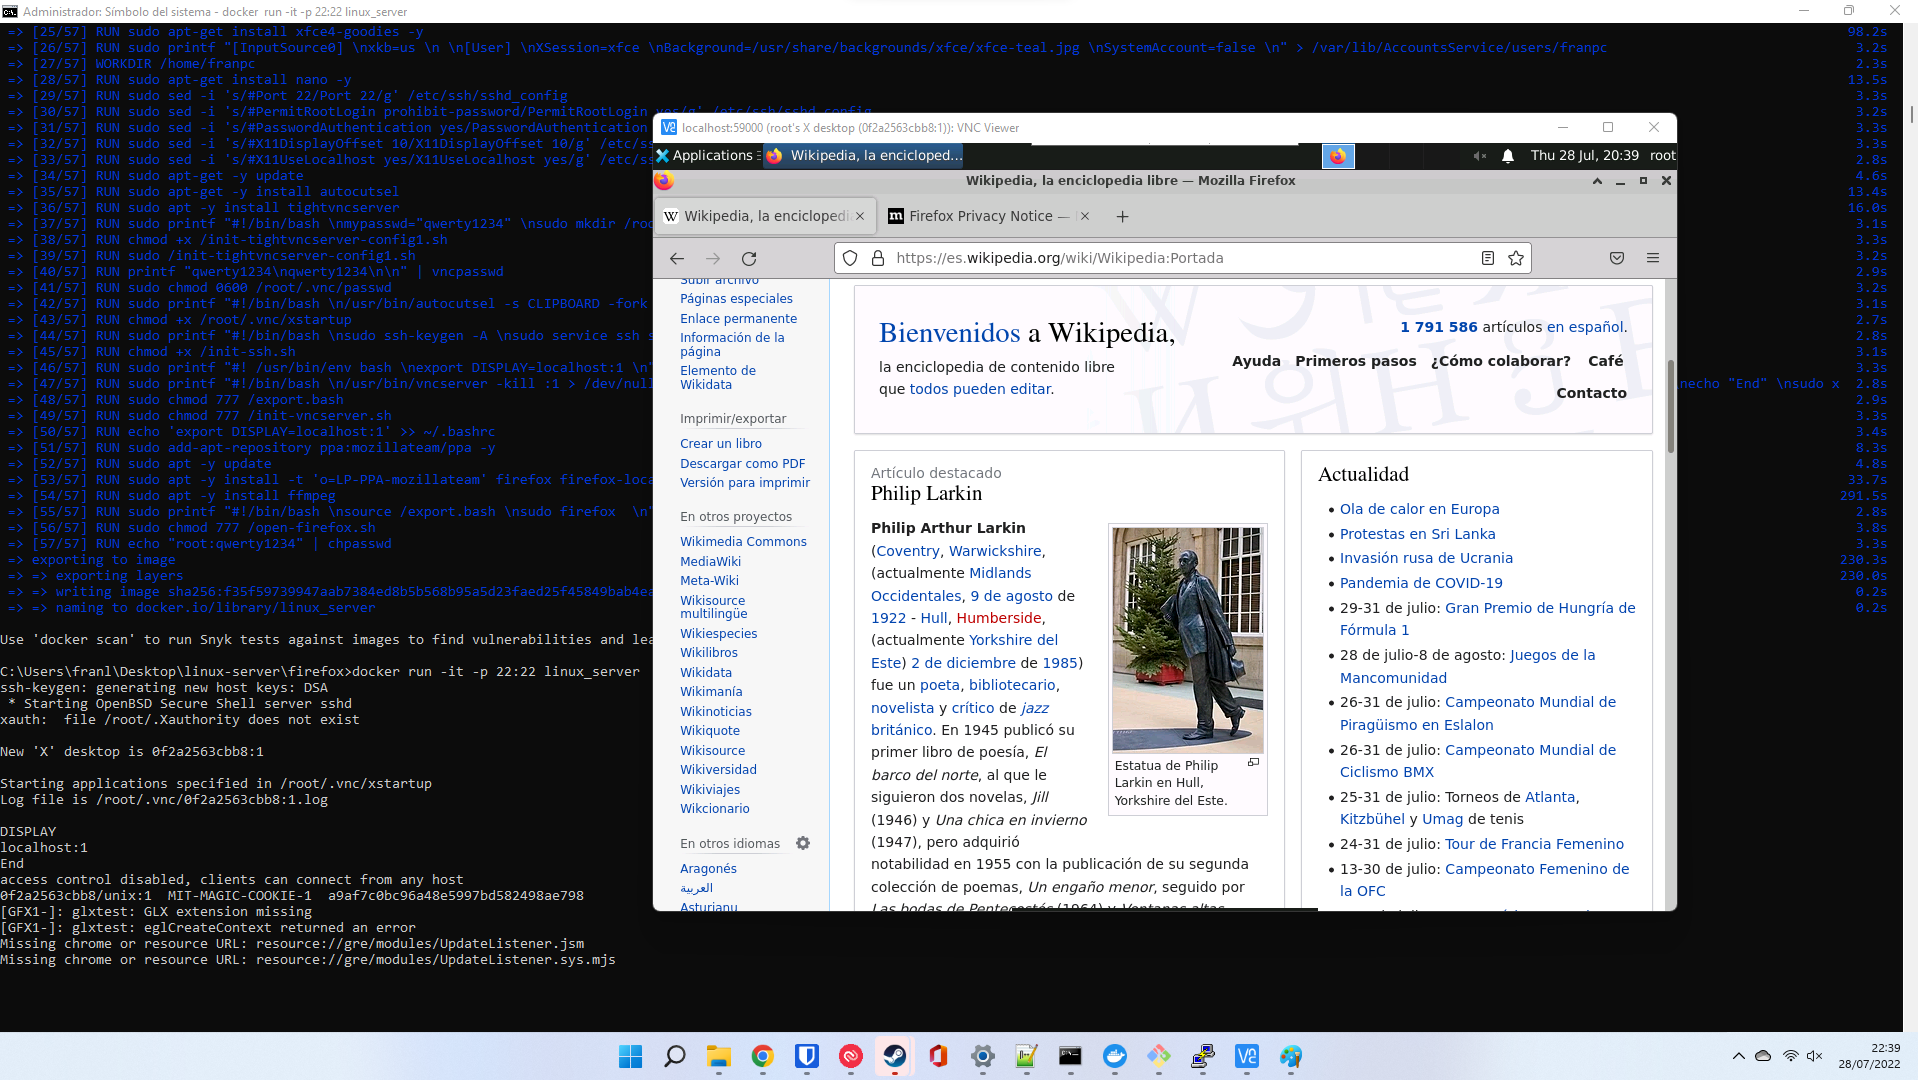 Administrador: Símbolo del sistema - docker run -it -p 22:22 linux_server
=> [25/57] RUN sudo apt-get install xfce4-goodies -y 98.2s
=> [26/57] RUN sudo printf "[InputSource0] \nxkb=us \n \n[User] \nXSession=xfce \nBackground=/usr/share/backgrounds/xfce/xfce-teal.jpg \nSystemAccount=false \n" > /var/lib/AccountsService/users/franpc 3.2s
=> [27/57] WORKDIR /home/franpc 2.3s
=> [28/57] RUN sudo apt-get install nano -y 13.5s
=> [29/57] RUN sudo sed -i 's/#Port 22/Port 22/g' /etc/ssh/sshd_config 3.3s
=> [30/57] RUN sudo sed -i 's/#PermitRootLogin prohibit-password/PermitRootLogin yes/g' /etc/ssh/sshd_config 3.3s
=> [31/57] RUN sudo sed -i 's/#PasswordAuthentication yes/PasswordAuthentication 3.3s
=> [32/57] RUN sudo sed -i 's/#X11DisplayOffset 10/X11DisplayOffset 10/g' /etc/ss 3.3s
=> [33/57] RUN sudo sed -i 's/#X11UseLocalhost yes/X11UseLocalhost yes/g' /etc/ss 2.8s
=> [34/57] RUN sudo apt-get -y update 4.6s
=> [35/57] RUN sudo apt-get -y install autocutsel 13.4s
=> [36/57] RUN sudo apt -y install tightvncserver 16.0s
=> [37/57] RUN sudo printf "#!/bin/bash \nmypasswd="qwerty1234" \nsudo mkdir /roo 3.1s
=> [38/57] RUN chmod +x /init-tightvncserver-config1.sh 3.3s
=> [39/57] RUN sudo /init-tightvncserver-config1.sh 3.2s
=> [40/57] RUN printf "qwerty1234\nqwerty1234\n\n" | vncpasswd 2.9s
=> [41/57] RUN sudo chmod 0600 /root/.vnc/passwd 3.2s
=> [42/57] RUN sudo printf "#!/bin/bash \n/usr/bin/autocutsel -s CLIPBOARD -fork 3.1s
=> [43/57] RUN chmod +x /root/.vnc/xstartup 2.7s
=> [44/57] RUN sudo printf "#!/bin/bash \nsudo ssh-keygen -A \nsudo service ssh s 2.8s
=> [45/57] RUN chmod +x /init-ssh.sh 3.1s
=> [46/57] RUN sudo printf "#! /usr/bin/env bash \nexport DISPLAY=localhost:1 \n" 3.3s
=> [47/57] RUN sudo printf "#!/bin/bash \n/usr/bin/vncserver -kill :1 > /dev/null \necho "End" \nsudo x 2.8s
=> [48/57] RUN sudo chmod 777 /export.bash 2.9s
=> [49/57] RUN sudo chmod 777 /init-vncserver.sh 3.3s
=> [50/57] RUN echo 'export DISPLAY=localhost:1' >> ~/.bashrc 3.4s
=> [51/57] RUN sudo add-apt-repository ppa:mozillateam/ppa -y 8.3s
=> [52/57] RUN sudo apt -y update 4.8s
=> [53/57] RUN sudo apt -y install -t 'o=LP-PPA-mozillateam' firefox firefox-loca 33.7s
=> [54/57] RUN sudo apt -y install ffmpeg 291.5s
=> [55/57] RUN sudo printf "#!/bin/bash \nsource /export.bash \nsudo firefox \n" 2.8s
=> [56/57] RUN sudo chmod 777 /open-firefox.sh 3.8s
=> [57/57] RUN echo "root:qwerty1234" | chpasswd 3.3s
=> exporting to image 230.3s
=> => exporting layers 230.0s
=> => writing image sha256:f35f59739947aab7384ed8b5b568b95a5d23faed25f45849bab4ea 0.2s
=> => naming to docker.io/library/linux_server 0.2s
Use 'docker scan' to run Snyk tests against images to find vulnerabilities and lea
C:\Users\franl\Desktop\linux-server\firefox>docker run -it -p 22:22 linux_server
ssh-keygen: generating new host keys: DSA
* Starting OpenBSD Secure Shell server sshd
xauth: file /root/.Xauthority does not exist
New 'X' desktop is 0f2a2563cbb8:1
Starting applications specified in /root/.vnc/xstartup
Log file is /root/.vnc/0f2a2563cbb8:1.log
DISPLAY
localhost:1
End
access control disabled, clients can connect from any host
0f2a2563cbb8/unix:1 MIT-MAGIC-COOKIE-1 a9af7c0bc96a48e5997bd582498ae798
[GFX1-]: glxtest: GLX extension missing
[GFX1-]: glxtest: eglCreateContext returned an error
Missing chrome or resource URL: resource://gre/modules/UpdateListener.jsm
Missing chrome or resource URL: resource://gre/modules/UpdateListener.sys.mjs
localhost:59000 (root's X desktop (0f2a2563cbb8:1)): VNC Viewer
Applications Wikipedia, la encicloped... Thu 28 Jul, 20:39 root
Wikipedia, la enciclopedia libre — Mozilla Firefox
Wikipedia, la enciclopedia Firefox Privacy Notice —
https://es.wikipedia.org/wiki/Wikipedia:Portada
Subir archivo
Páginas especiales
Enlace permanente
Información de la
página
Elemento de
Wikidata
Imprimir/exportar
Crear un libro
Descargar como PDF
Versión para imprimir
En otros proyectos
Wikimedia Commons
MediaWiki
Meta-Wiki
Wikisource
multilingüe
Wikiespecies
Wikilibros
Wikidata
Wikimanía
Wikinoticias
Wikiquote
Wikisource
Wikiversidad
Wikiviajes
Wikcionario
En otros idiomas
Aragonés
العربية
Asturianu
Bienvenidos a Wikipedia,
la enciclopedia de contenido libre
que todos pueden editar.
1 791 586 artículos en español.
Ayuda Primeros pasos ¿Cómo colaborar? Café
Contacto
Artículo destacado
Philip Larkin
Philip Arthur Larkin
(Coventry, Warwickshire,
(actualmente Midlands
Occidentales, 9 de agosto de
1922 - Hull, Humberside,
(actualmente Yorkshire del
Este) 2 de diciembre de 1985)
fue un poeta, bibliotecario,
novelista y crítico de jazz
británico. En 1945 publicó su
primer libro de poesía, El
barco del norte, al que le
siguieron dos novelas, Jill
(1946) y Una chica en invierno
(1947), pero adquirió
notabilidad en 1955 con la publicación de su segunda
colección de poemas, Un engaño menor, seguido por
Las bodas de Pentecostés (1964) y Ventanas altas
Estatua de Philip
Larkin en Hull,
Yorkshire del Este.
Actualidad
Ola de calor en Europa
Protestas en Sri Lanka
Invasión rusa de Ucrania
Pandemia de COVID-19
29-31 de julio: Gran Premio de Hungría de
Fórmula 1
28 de julio-8 de agosto: Juegos de la
Mancomunidad
26-31 de julio: Campeonato Mundial de
Piragüismo en Eslalon
26-31 de julio: Campeonato Mundial de
Ciclismo BMX
25-31 de julio: Torneos de Atlanta,
Kitzbühel y Umag de tenis
24-31 de julio: Tour de Francia Femenino
13-30 de julio: Campeonato Femenino de
la OFC
22:39
28/07/2022